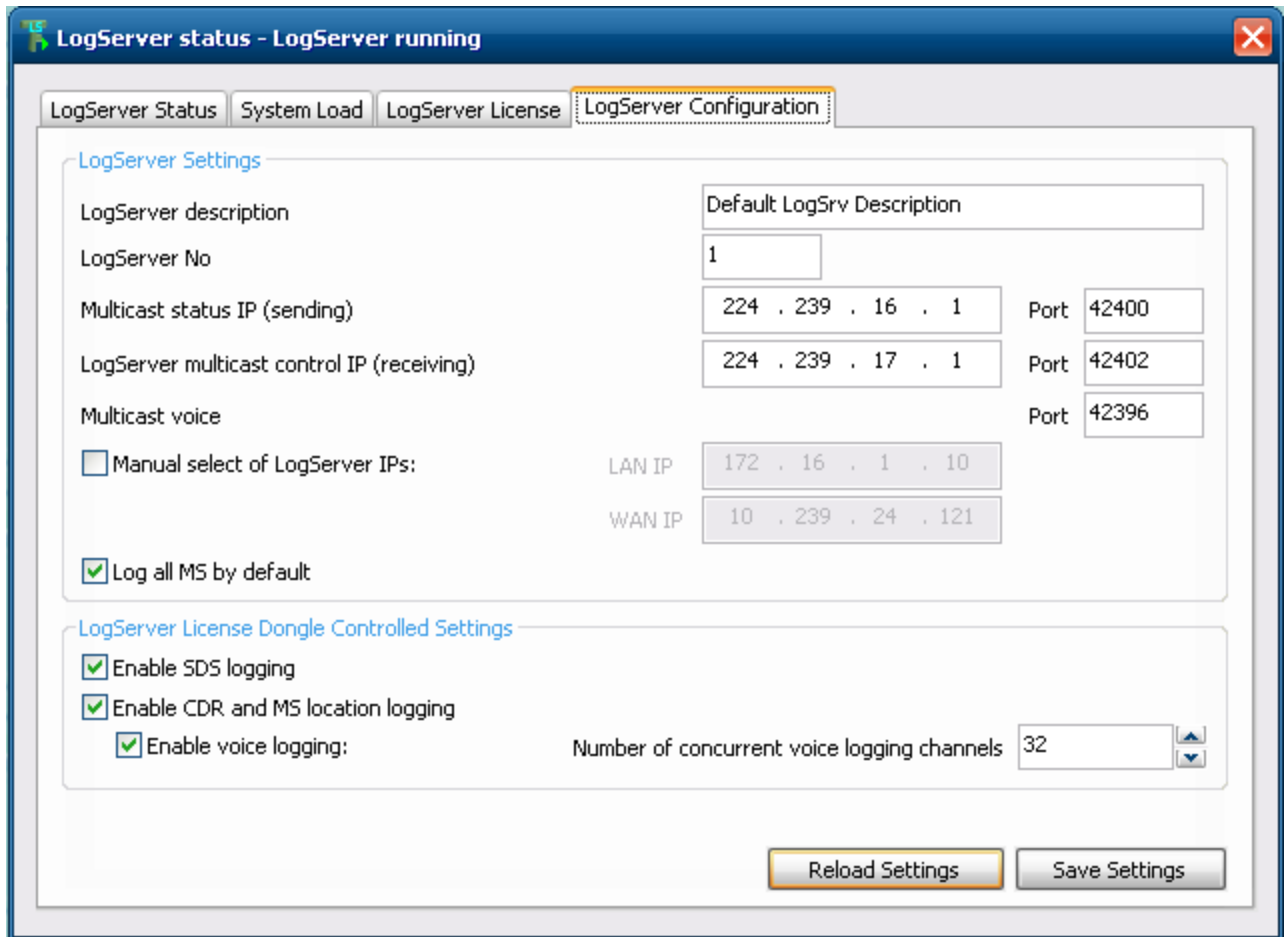 LS
LogServer status - LogServer running
LogServer Status System Load LogServer License LogServer Configuration
LogServer Settings
LogServer description Default LogSrv Description
LogServer No 1
Multicast status IP (sending) 224 . 239 . 16 . 1 Port 42400
LogServer multicast control IP (receiving) 224 . 239 . 17 . 1 Port 42402
Multicast voice Port 42396
Manual select of LogServer IPs: LAN IP 172 . 16 . 1 . 10
WAN IP 10 . 239 . 24 . 121
Log all MS by default
LogServer License Dongle Controlled Settings
Enable SDS logging
Enable CDR and MS location logging
Enable voice logging: Number of concurrent voice logging channels 32
Reload Settings Save Settings